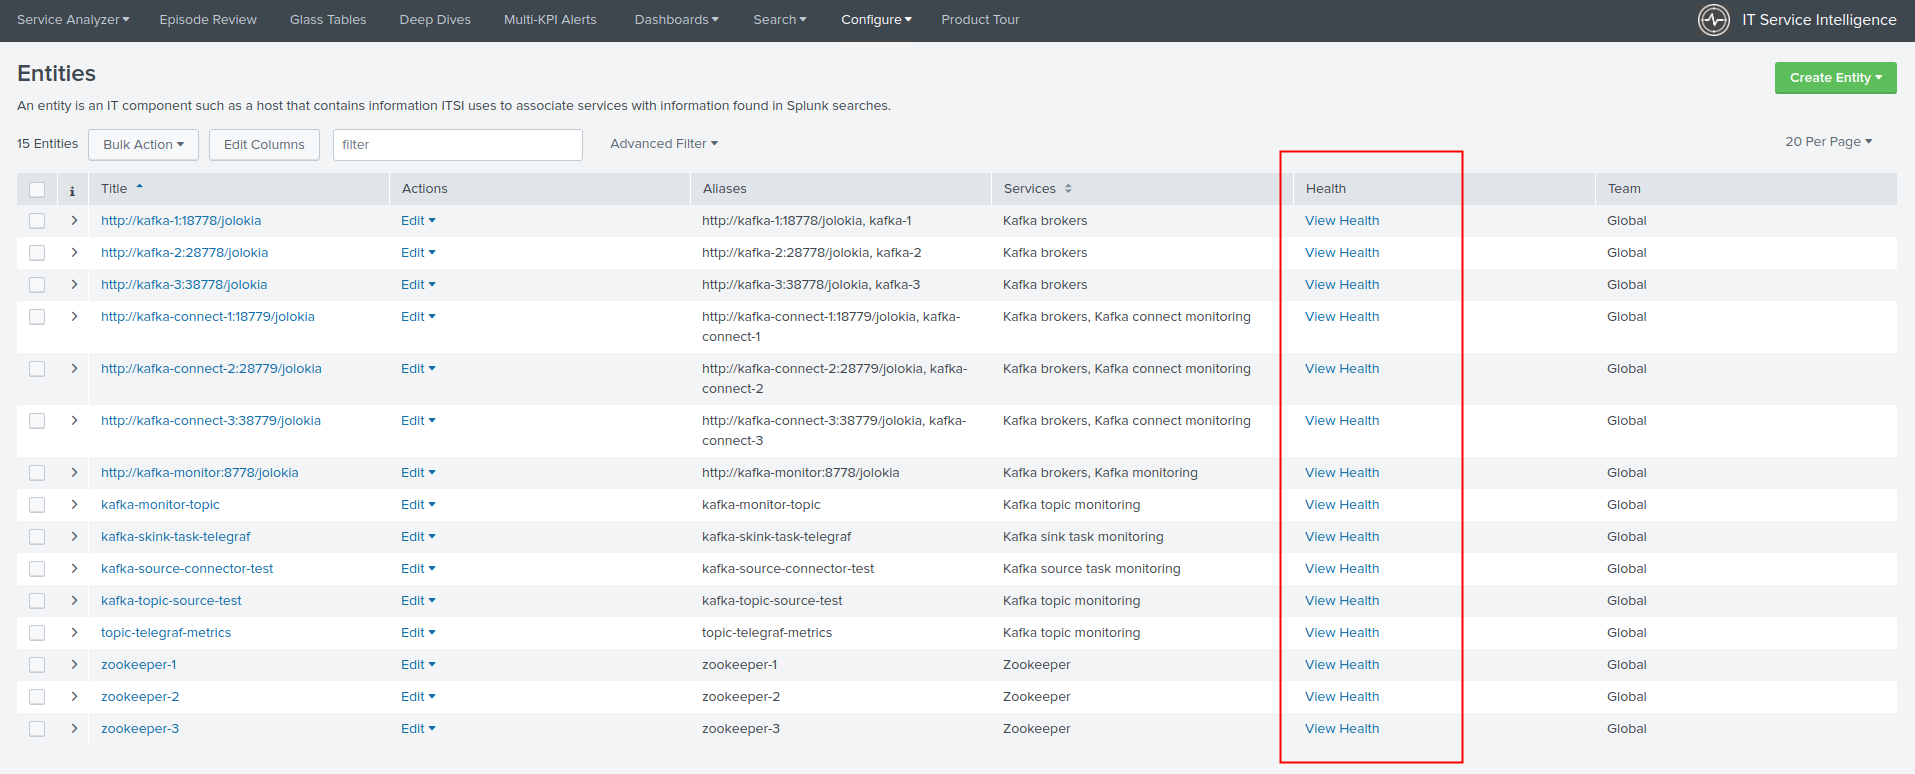 Service Analyzer Episode Review Glass Tables Deep Dives Multi-KPI Alerts Dashboards Search Configure Product Tour IT Service Intelligence
Entities
Create Entity
An entity is an IT component such as a host that contains information ITSI uses to associate services with information found in Splunk searches.
15 Entities Bulk Action Edit Columns filter Advanced Filter 20 Per Page
i Title Actions Aliases Services Health Team
http://kafka-1:18778/jolokia Edit http://kafka-1:18778/jolokia, kafka-1 Kafka brokers View Health Global
http://kafka-2:28778/jolokia Edit http://kafka-2:28778/jolokia, kafka-2 Kafka brokers View Health Global
http://kafka-3:38778/jolokia Edit http://kafka-3:38778/jolokia, kafka-3 Kafka brokers View Health Global
http://kafka-connect-1:18779/jolokia Edit http://kafka-connect-1:18779/jolokia, kafka- Kafka brokers, Kafka connect monitoring View Health Global
connect-1
http://kafka-connect-2:28779/jolokia Edit http://kafka-connect-2:28779/jolokia, kafka- Kafka brokers, Kafka connect monitoring View Health Global
connect-2
http://kafka-connect-3:38779/jolokia Edit http://kafka-connect-3:38779/jolokia, kafka- Kafka brokers, Kafka connect monitoring View Health Global
connect-3
http://kafka-monitor:8778/jolokia Edit http://kafka-monitor:8778/jolokia Kafka brokers, Kafka monitoring View Health Global
kafka-monitor-topic Edit kafka-monitor-topic Kafka topic monitoring View Health Global
kafka-skink-task-telegraf Edit kafka-skink-task-telegraf Kafka sink task monitoring View Health Global
kafka-source-connector-test Edit kafka-source-connector-test Kafka source task monitoring View Health Global
kafka-topic-source-test Edit kafka-topic-source-test Kafka topic monitoring View Health Global
topic-telegraf-metrics Edit topic-telegraf-metrics Kafka topic monitoring View Health Global
zookeeper-1 Edit zookeeper-1 Zookeeper View Health Global
zookeeper-2 Edit zookeeper-2 Zookeeper View Health Global
zookeeper-3 Edit zookeeper-3 Zookeeper View Health Global